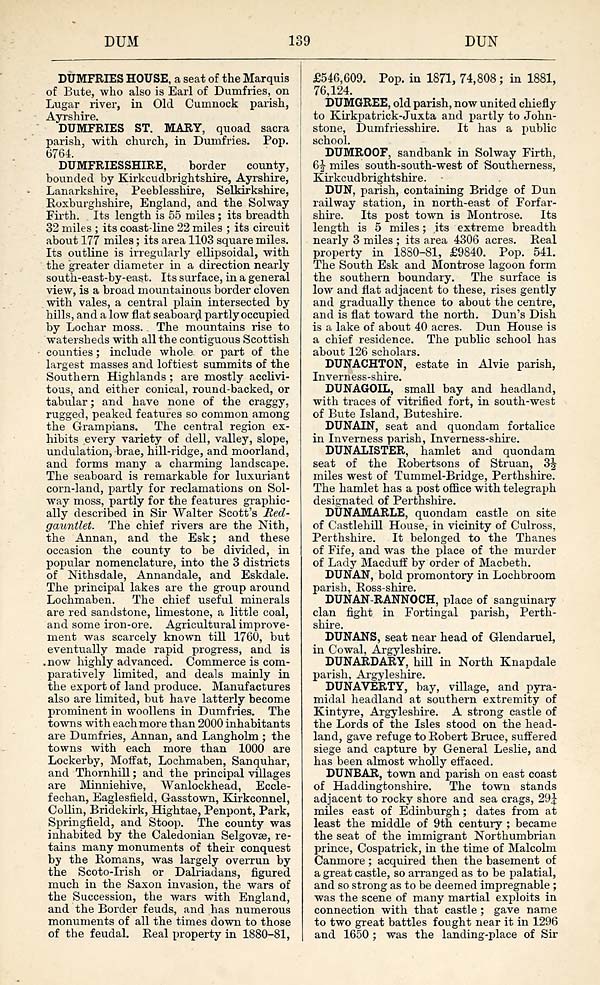 DUM 139 DUN
DUMFRIES HOUSE, a seat of the Marquis
of Bute, who also is Earl of Dumfries, on
Lugar river, in Old Cumnock parish,
Ayrshire.
DUMFRIES ST. MARY, quoad sacra
parish, with church, in Dumfries. Pop.
6764.
DUMFRIESSHIRE, border county,
bounded by Kirkcudbrightshire, Ayrshire,
Lanarkshire, Peeblesshire, Selkirkshire,
Roxburghshire, England, and the Solway
Firth. Its length is 55 miles; its breadth
32 miles; its coast-line 22 miles; its circuit
about 177 miles; its area 1103 square miles.
Its outline is irregularly ellipsoidal, with
the greater diameter in a direction nearly
south-east-by-east. Its surface, in a general
view, is a broad mountainous border cloven
with vales, a central plain intersected by
hills, and a low flat seaboard partly occupied
by Lochar moss. The mountains rise to
watersheds with all the contiguous Scottish
counties; include whole or part of the
largest masses and loftiest summits of the
Southern Highlands; are mostly acclivi-
tous, and either conical, round-backed, or
tabular; and have none of the craggy,
rugged, peaked features so common among
the Grampians. The central region ex-
hibits every variety of dell, valley, slope,
undulation, brae, hill-ridge, and moorland,
and forms many a charming landscape.
The seaboard is remarkable for luxuriant
corn-land, partly for reclamations on Sol-
way moss, partly for the features graphic-
ally described in Sir Walter Scott's Red-
gauntlet. The chief rivers are the Nith,
the Annan, and the Esk; and these
occasion the county to be divided, in
popular nomenclature, into the 3 districts
of Nithsdale, Annandale, and Eskdale.
The principal lakes are the group around
Lochmaben. The chief useful minerals
are red sandstone, limestone, a little coal,
and some iron-ore. Agricultural improve-
ment was scarcely known till 1760, but
eventually made rapid progress, and is
now highly advanced. Commerce is com-
paratively limited, and deals mainly in
the export of land produce. Manufactures
also are limited, but have latterly become
prominent in woollens in Dumfries. The
towns with each more than 2000 inhabitants
are Dumfries, Annan, and Langholm; the
towns with each more than 1000 are
Lockerby, Moffat, Lochmaben, Sanquhar,
and Thornhill; and the principal villages
are Minniehive, Wanlockhead, Eccle-
fechan, Eaglesfield, Gasstown, Kirkconnel,
Collin, Bridekirk, Hightae, Penpont, Park,
Springfield, and Stoop. The county was
inhabited by the Caledonian Selgovæ, re-
tains many monuments of their conquest
by the Romans, was largely overrun by
the Scoto-Irish or Dalriadans, figured
much in the Saxon invasion, the wars of
the Succession, the wars with England,
and the Border feuds, and has numerous
monuments of all the times down to those
of the feudal. Real property in 1880-81,
£546,609. Pop. in 1871, 74,808; in 1881,
76,124.
DUMGREE, old parish, now united chiefly
to Kirkpatrick-Juxta and partly to John-
stone, Dumfriesshire. It has a public
school.
DUMROOF, sandbank in Solway Firth,
6½ miles south-south-west of Southerness,
Kirkcudbrightshire.
DUN, parish, containing Bridge of Dun
railway station, in north-east of Forfar-
shire. Its post town is Montrose. Its
length is 5 miles; its extreme breadth
nearly 3 miles; its area 4306 acres. Real
property in 1880-81, £9840. Pop. 541.
The South Esk and Montrose lagoon form
the southern boundary. The surface is
low and flat adjacent to these, rises gently
and gradually thence to about the centre,
and is flat toward the north. Dun's Dish
is a lake of about 40 acres. Dun House is
a chief residence. The public school has
about 126 scholars.
DUNACHTON, estate in Alvie parish,
Inverness-shire.
DUNAGOIL, small bay and headland,
with traces of vitrified fort, in south-west
of Bute Island, Buteshire.
DUNAIN, seat and quondam fortalice
in Inverness parish, Inverness-shire.
DUNALISTER, hamlet and quondam
seat of the Robertsons of Struan, 3½
miles west of Tummel-Bridge, Perthshire.
The hamlet has a post office with telegraph
designated of Perthshire.
DUNAMARLE, quondam castle on site
of Castlehill House, in vicinity of Culross,
Perthshire. It belonged to the Thanes
of Fife, and was the place of the murder
of Lady Macduff by order of Macbeth.
DUNAN, bold promontory in Lochbroom
parish, Ross-shire.
DUNAN-RANNOCH, place of sanguinary
clan fight in Fortingal parish, Perth-
shire.
DUNANS, seat near head of Glendaruel,
in Cowal, Argyleshire.
DUNARDARY, hill in North Knapdale
parish, Argyleshire.
DUNAVERTY, bay, village, and pyra-
midal headland at southern extremity of
Kintyre, Argyleshire. A strong castle of
the Lords of the Isles stood on the head-
land, gave refuge to Robert Bruce, suffered
siege and capture by General Leslie, and
has been almost wholly effaced.
DUNBAR, town and parish on east coast
of Haddingtonshire. The town stands
adjacent to rocky shore and sea crags, 29¼
miles east of Edinburgh; dates from at
least the middle of 9th century; became
the seat of the immigrant Northumbrian
prince, Cospatrick, in the time of Malcolm
Canmore; acquired then the basement of
a great castle, so arranged as to be palatial,
and so strong as to be deemed impregnable;
was the scene of many martial exploits in
connection with that castle; gave name
to two great battles fought near it in 1296
and 1650; was the landing-place of Sir